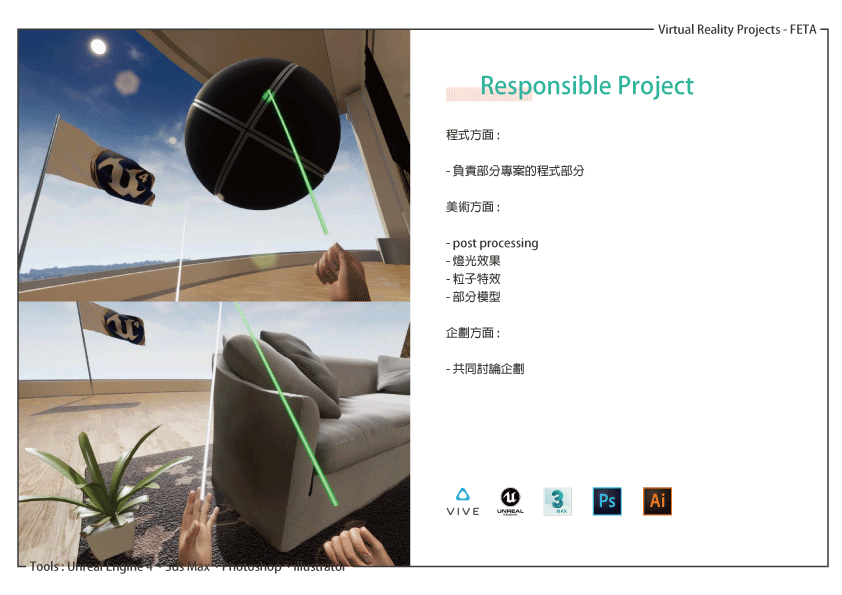 Virtual Reality Projects - FETA
Responsible Project
程式方面 :
- 負責部分專案的程式部分
美術方面 :
- post processing
- 燈光效果
- 粒子特效
- 部分模型
企劃方面 :
- 共同討論企劃
VIVE
UNREAL
3
MAX
Ps
Ai
Tools : Unreal Engine 4、3ds Max、Photoshop、Illustrator